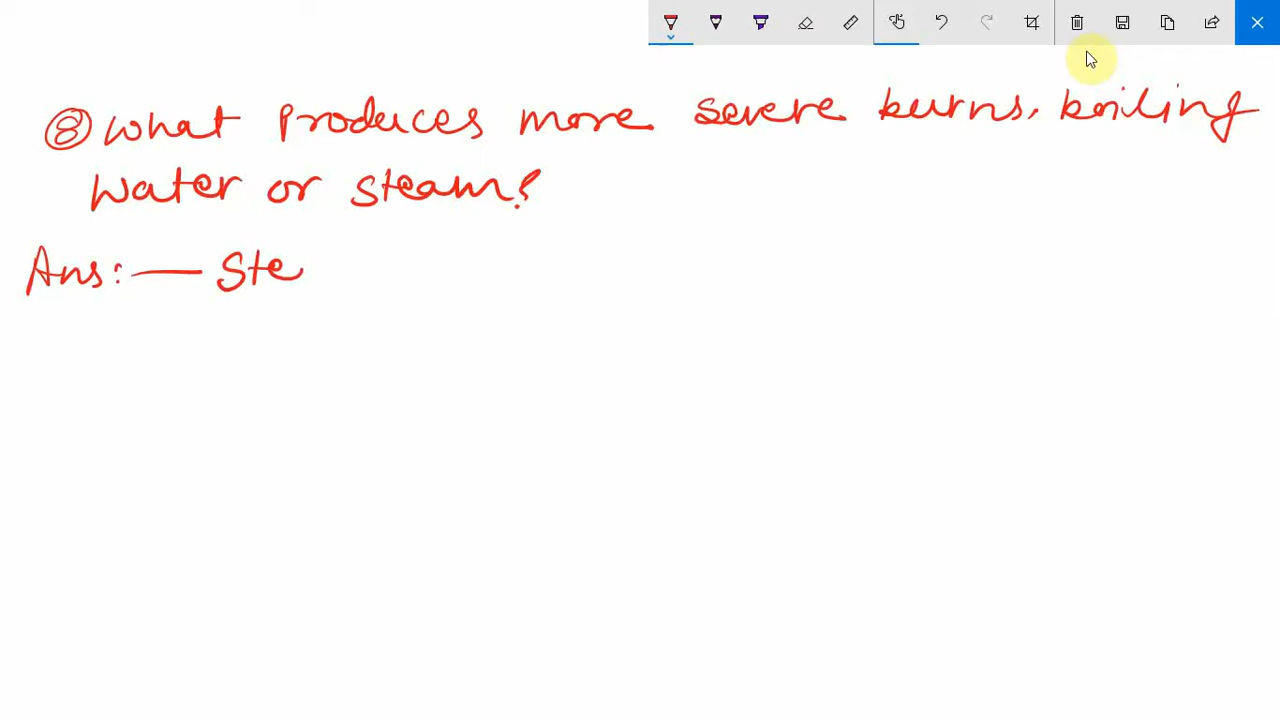 ⑧ What produces more severe burns, boiling
water or steam?
Ans:— Ste